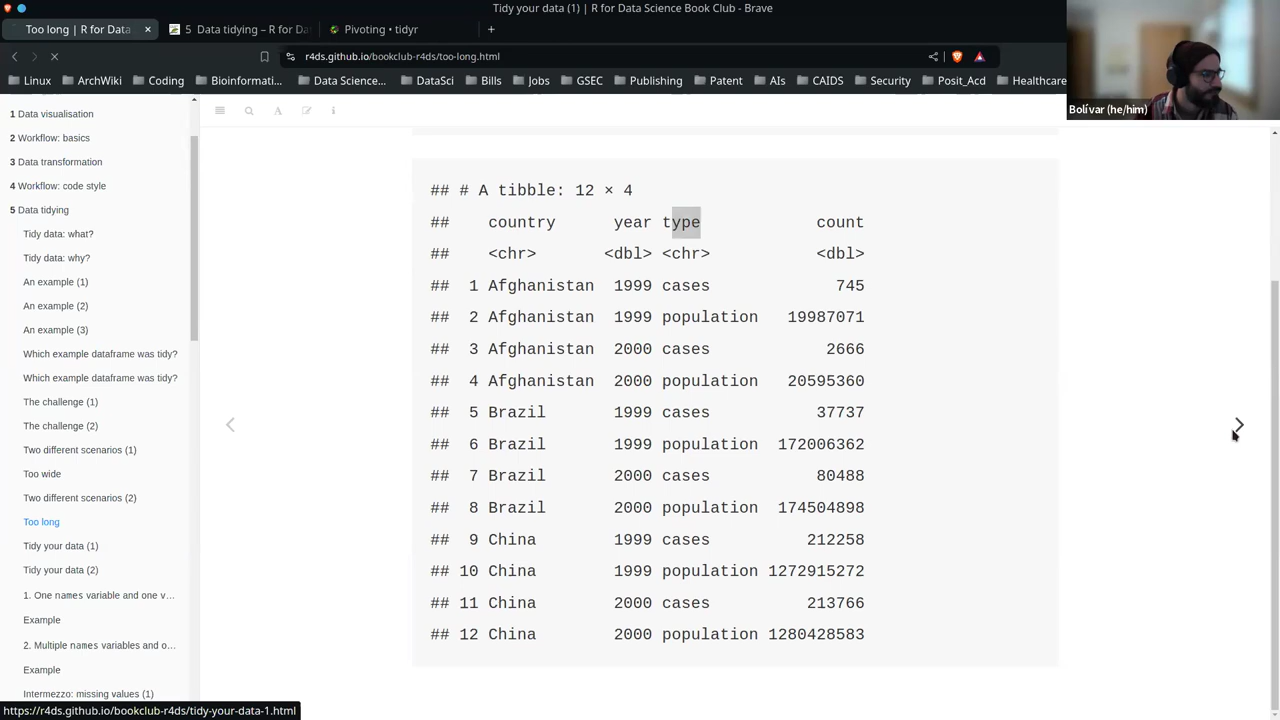 Tidy your data (1) | R for Data Science Book Club - Brave
Too long | R for Data
5 Data tidying – R for Da
Pivoting • tidyr
r4ds.github.io/bookclub-r4ds/too-long.html
Linux
ArchWiki
Coding
Bioinformati...
Data Science...
DataSci
Bills
Jobs
GSEC
Publishing
Patent
AIs
CAIDS
Security
Posit_Acd
Healthcare
Bolívar (he/him)
1 Data visualisation
2 Workflow: basics
3 Data transformation
4 Workflow: code style
5 Data tidying
Tidy data: what?
Tidy data: why?
An example (1)
An example (2)
An example (3)
Which example dataframe was tidy?
Which example dataframe was tidy?
The challenge (1)
The challenge (2)
Two different scenarios (1)
Too wide
Two different scenarios (2)
Too long
Tidy your data (1)
Tidy your data (2)
1. One names variable and one v...
Example
2. Multiple names variables and o...
Example
Intermezzo: missing values (1)
https://r4ds.github.io/bookclub-r4ds/tidy-your-data-1.html
## # A tibble: 12 × 4
## country year type count
## <chr> <dbl> <chr> <dbl>
## 1 Afghanistan 1999 cases 745
## 2 Afghanistan 1999 population 19987071
## 3 Afghanistan 2000 cases 2666
## 4 Afghanistan 2000 population 20595360
## 5 Brazil 1999 cases 37737
## 6 Brazil 1999 population 172006362
## 7 Brazil 2000 cases 80488
## 8 Brazil 2000 population 174504898
## 9 China 1999 cases 212258
## 10 China 1999 population 1272915272
## 11 China 2000 cases 213766
## 12 China 2000 population 1280428583